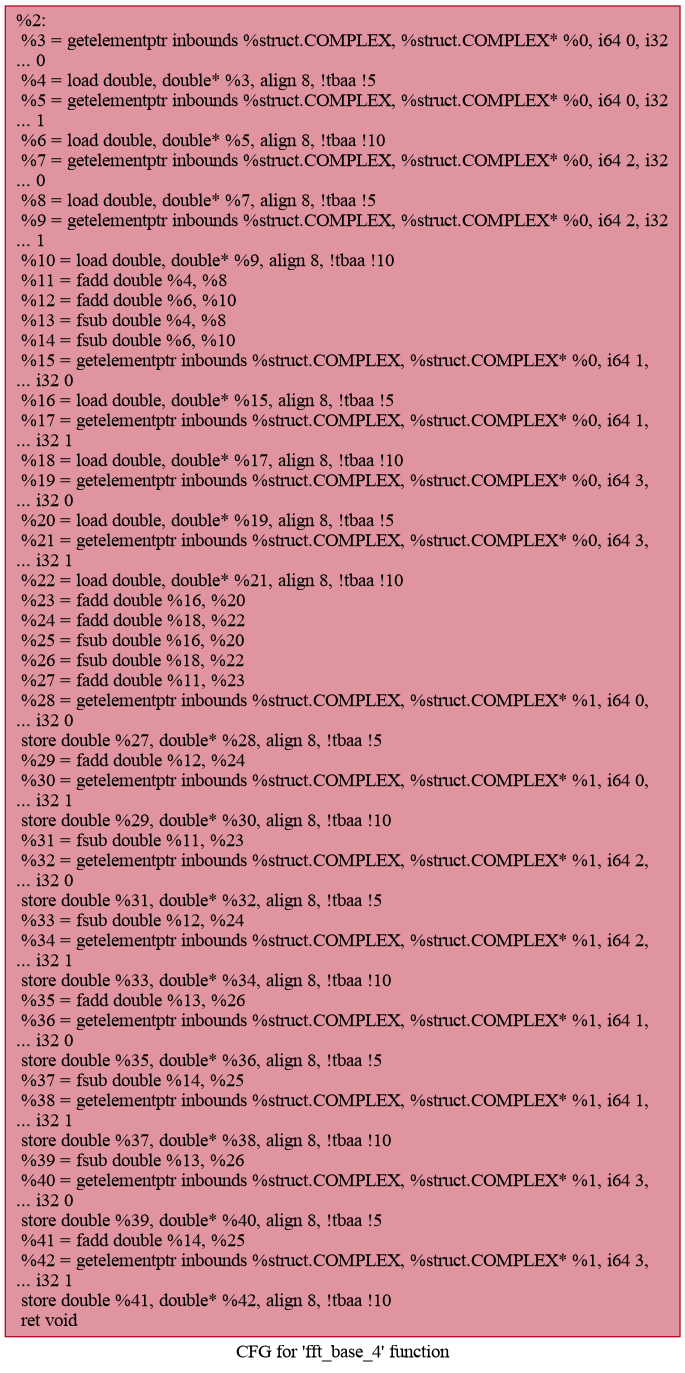 %2:
%3 = getelementptr inbounds %struct.COMPLEX, %struct.COMPLEX* %0, i64 0, i32
... 0
%4 = load double, double* %3, align 8, !tbaa !5
%5 = getelementptr inbounds %struct.COMPLEX, %struct.COMPLEX* %0, i64 0, i32
... 1
%6 = load double, double* %5, align 8, !tbaa !10
%7 = getelementptr inbounds %struct.COMPLEX, %struct.COMPLEX* %0, i64 2, i32
... 0
%8 = load double, double* %7, align 8, !tbaa !5
%9 = getelementptr inbounds %struct.COMPLEX, %struct.COMPLEX* %0, i64 2, i32
... 1
%10 = load double, double* %9, align 8, !tbaa !10
%11 = fadd double %4, %8
%12 = fadd double %6, %10
%13 = fsub double %4, %8
%14 = fsub double %6, %10
%15 = getelementptr inbounds %struct.COMPLEX, %struct.COMPLEX* %0, i64 1,
... i32 0
%16 = load double, double* %15, align 8, !tbaa !5
%17 = getelementptr inbounds %struct.COMPLEX, %struct.COMPLEX* %0, i64 1,
... i32 1
%18 = load double, double* %17, align 8, !tbaa !10
%19 = getelementptr inbounds %struct.COMPLEX, %struct.COMPLEX* %0, i64 3,
... i32 0
%20 = load double, double* %19, align 8, !tbaa !5
%21 = getelementptr inbounds %struct.COMPLEX, %struct.COMPLEX* %0, i64 3,
... i32 1
%22 = load double, double* %21, align 8, !tbaa !10
%23 = fadd double %16, %20
%24 = fadd double %18, %22
%25 = fsub double %16, %20
%26 = fsub double %18, %22
%27 = fadd double %11, %23
%28 = getelementptr inbounds %struct.COMPLEX, %struct.COMPLEX* %1, i64 0,
... i32 0
store double %27, double* %28, align 8, !tbaa !5
%29 = fadd double %12, %24
%30 = getelementptr inbounds %struct.COMPLEX, %struct.COMPLEX* %1, i64 0,
... i32 1
store double %29, double* %30, align 8, !tbaa !10
%31 = fsub double %11, %23
%32 = getelementptr inbounds %struct.COMPLEX, %struct.COMPLEX* %1, i64 2,
... i32 0
store double %31, double* %32, align 8, !tbaa !5
%33 = fsub double %12, %24
%34 = getelementptr inbounds %struct.COMPLEX, %struct.COMPLEX* %1, i64 2,
... i32 1
store double %33, double* %34, align 8, !tbaa !10
%35 = fadd double %13, %26
%36 = getelementptr inbounds %struct.COMPLEX, %struct.COMPLEX* %1, i64 1,
... i32 0
store double %35, double* %36, align 8, !tbaa !5
%37 = fsub double %14, %25
%38 = getelementptr inbounds %struct.COMPLEX, %struct.COMPLEX* %1, i64 1,
... i32 1
store double %37, double* %38, align 8, !tbaa !10
%39 = fsub double %13, %26
%40 = getelementptr inbounds %struct.COMPLEX, %struct.COMPLEX* %1, i64 3,
... i32 0
store double %39, double* %40, align 8, !tbaa !5
%41 = fadd double %14, %25
%42 = getelementptr inbounds %struct.COMPLEX, %struct.COMPLEX* %1, i64 3,
... i32 1
store double %41, double* %42, align 8, !tbaa !10
ret void
CFG for 'fft_base_4' function